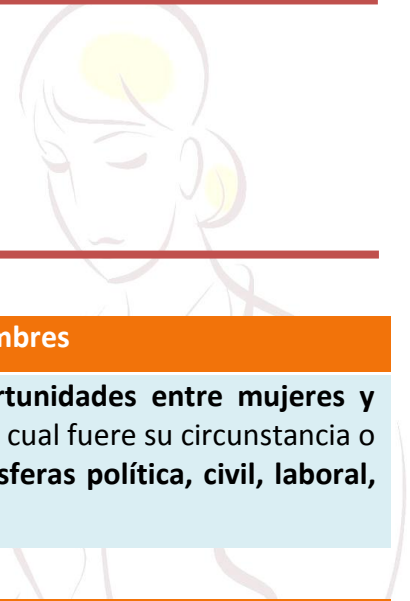 mbres
rtunidades entre mujeres y
cual fuere su circunstancia o
sferas política, civil, laboral,